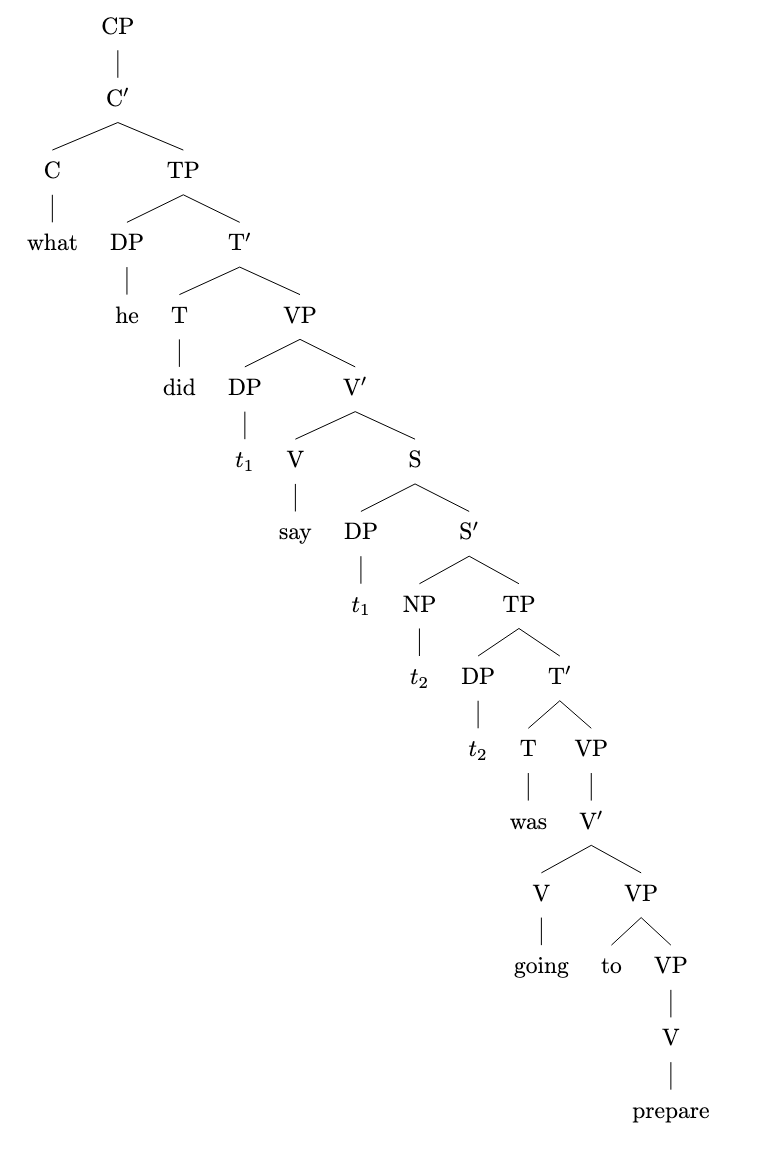 CP
C′
C TP
what DP T′
he T VP
did DP V′
t₁ V S
say DP S′
t₁ NP TP
t₂ DP T′
t₂ T VP
was V′
V VP
going to VP
V
prepare